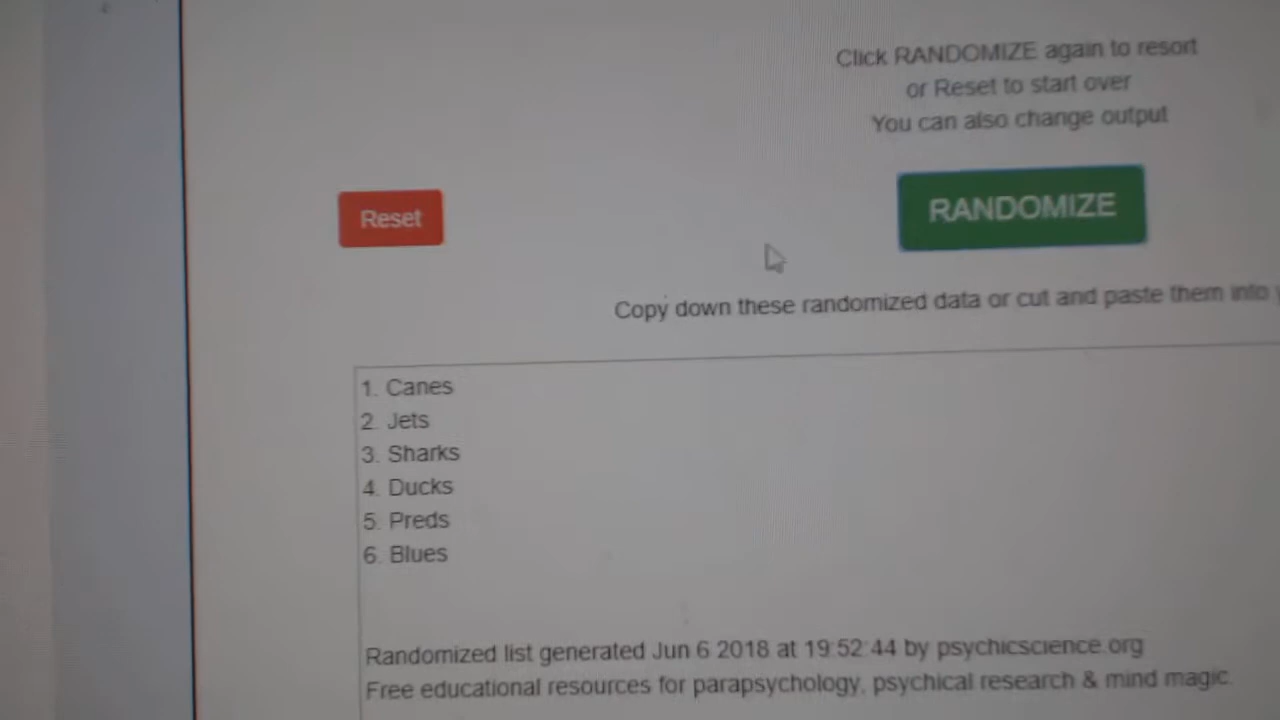 Click RANDOMIZE again to resort
or Reset to start over
You can also change output
Reset
RANDOMIZE
Copy down these randomized data or cut and paste them into
1. Canes
2. Jets
3. Sharks
4. Ducks
5. Preds
6. Blues
Randomized list generated Jun 6 2018 at 19:52:44 by psychicscience.org
Free educational resources for parapsychology, psychical research & mind magic.